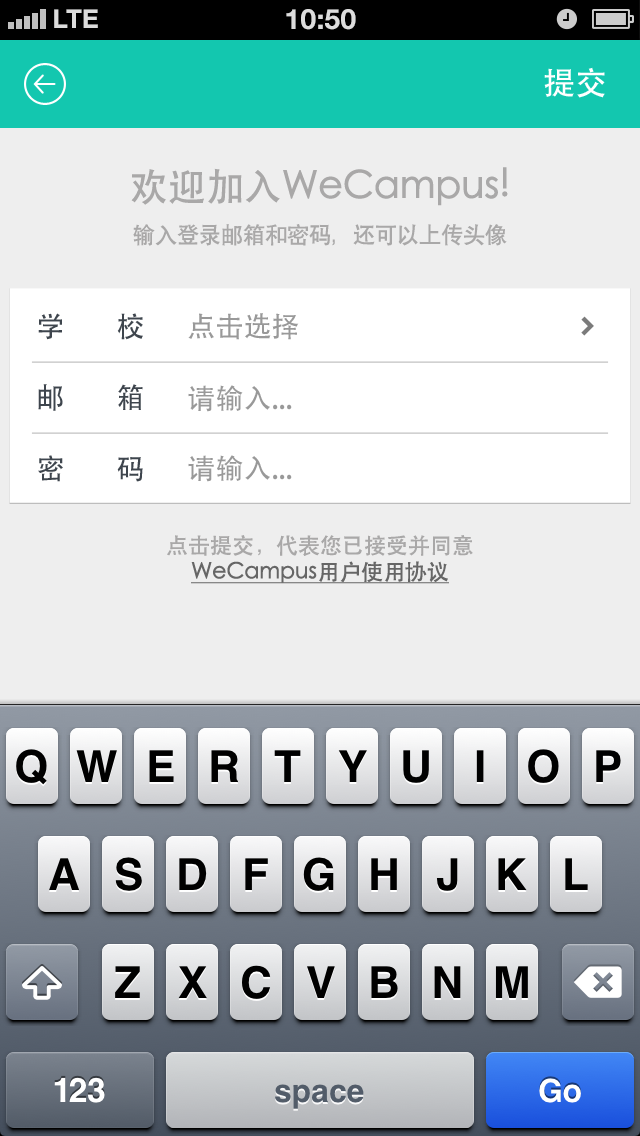 LTE 10:50
提交
欢迎加入WeCampus!
输入登录邮箱和密码, 还可以上传头像
学 校 点击选择
邮 箱 请输入...
密 码 请输入...
点击提交，代表您已接受并同意
WeCampus用户使用协议
Q W E R T Y U I O P
A S D F G H J K L
Z X C V B N M
123 space Go